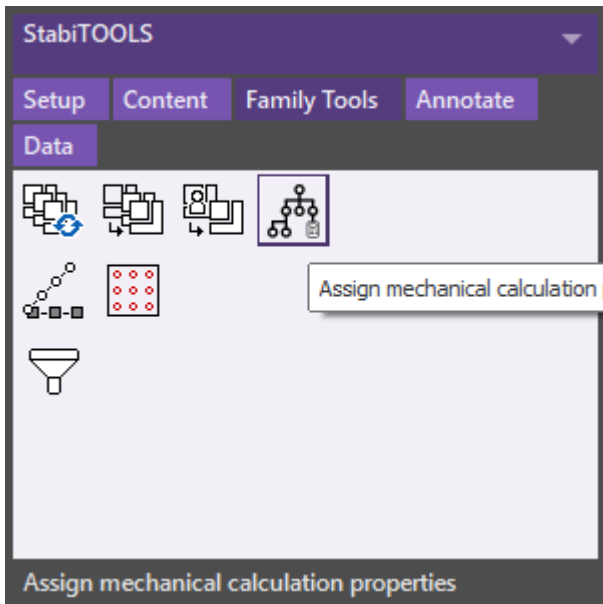 StabiTOOLS
Setup Content Family Tools Annotate
Data
Assign mechanical calculation
Assign mechanical calculation properties